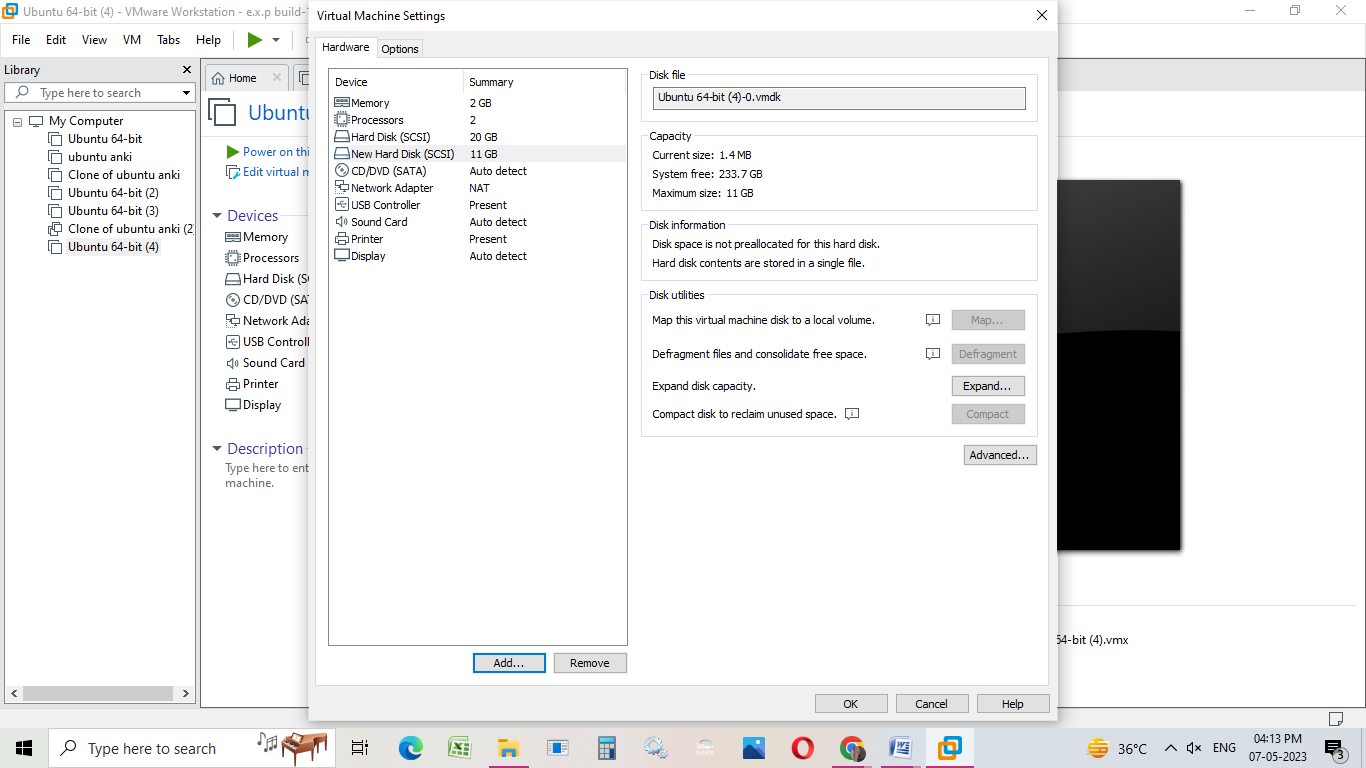 Ubuntu 64-bit (4) - VMware Workstation - e.x.p build-
File Edit View VM Tabs Help
Library
Type here to search
My Computer
Ubuntu 64-bit
ubuntu anki
Clone of ubuntu anki
Ubuntu 64-bit (2)
Ubuntu 64-bit (3)
Clone of ubuntu anki (2)
Ubuntu 64-bit (4)
Home
Ubuntu
Power on this
Edit virtual m
Devices
Memory
Processors
Hard Disk (SC
CD/DVD (SAT
Network Ada
USB Controll
Sound Card
Printer
Display
Description
Type here to ent
machine.
Virtual Machine Settings
Hardware Options
Device Summary
Memory 2 GB
Processors 2
Hard Disk (SCSI) 20 GB
New Hard Disk (SCSI) 11 GB
CD/DVD (SATA) Auto detect
Network Adapter NAT
USB Controller Present
Sound Card Auto detect
Printer Present
Display Auto detect
Add... Remove
Disk file
Ubuntu 64-bit (4)-0.vmdk
Capacity
Current size: 1.4 MB
System free: 233.7 GB
Maximum size: 11 GB
Disk information
Disk space is not preallocated for this hard disk.
Hard disk contents are stored in a single file.
Disk utilities
Map this virtual machine disk to a local volume. Map...
Defragment files and consolidate free space. Defragment
Expand disk capacity. Expand...
Compact disk to reclaim unused space. Compact
Advanced...
OK Cancel Help
64-bit (4).vmx
Type here to search
36°C ENG 04:13 PM
07-05-2023
3